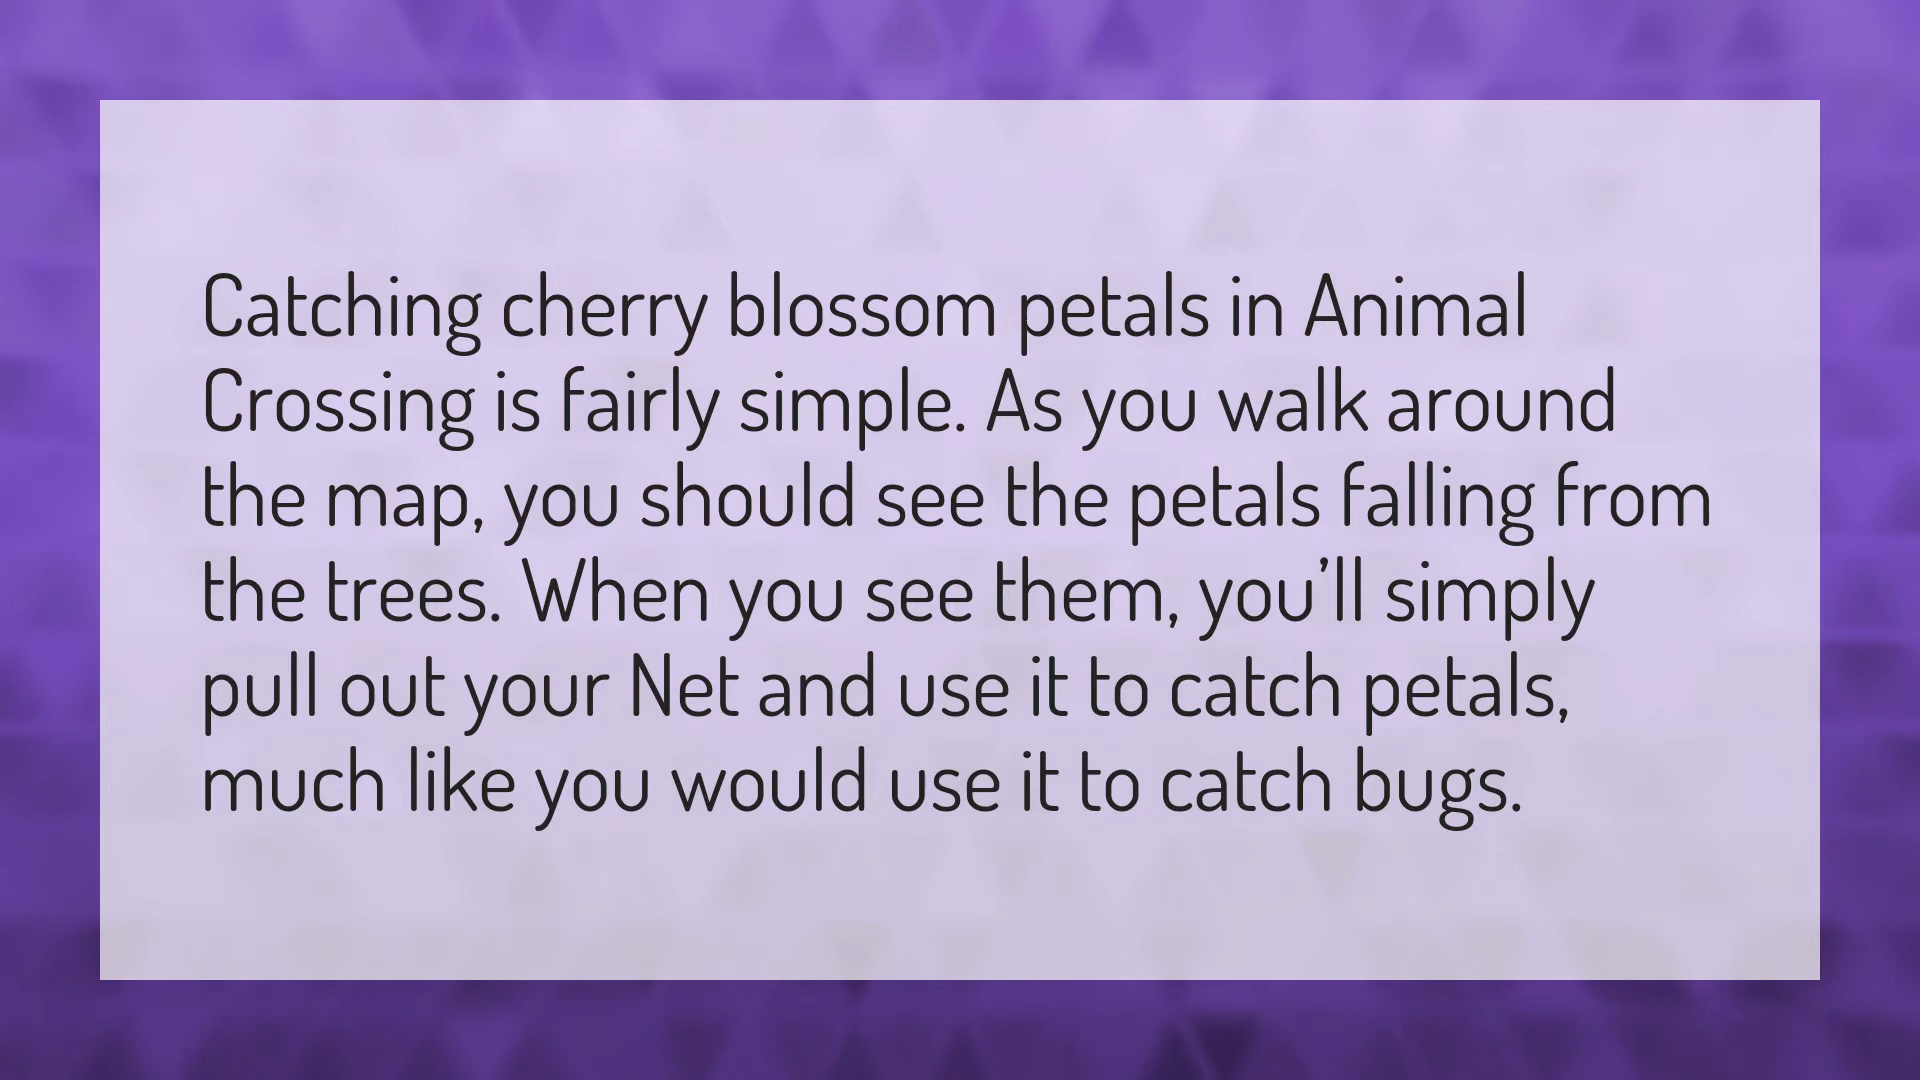 Catching cherry blossom petals in Animal
Crossing is fairly simple. As you walk around
the map, you should see the petals falling from
the trees. When you see them, you’ll simply
pull out your Net and use it to catch petals,
much like you would use it to catch bugs.